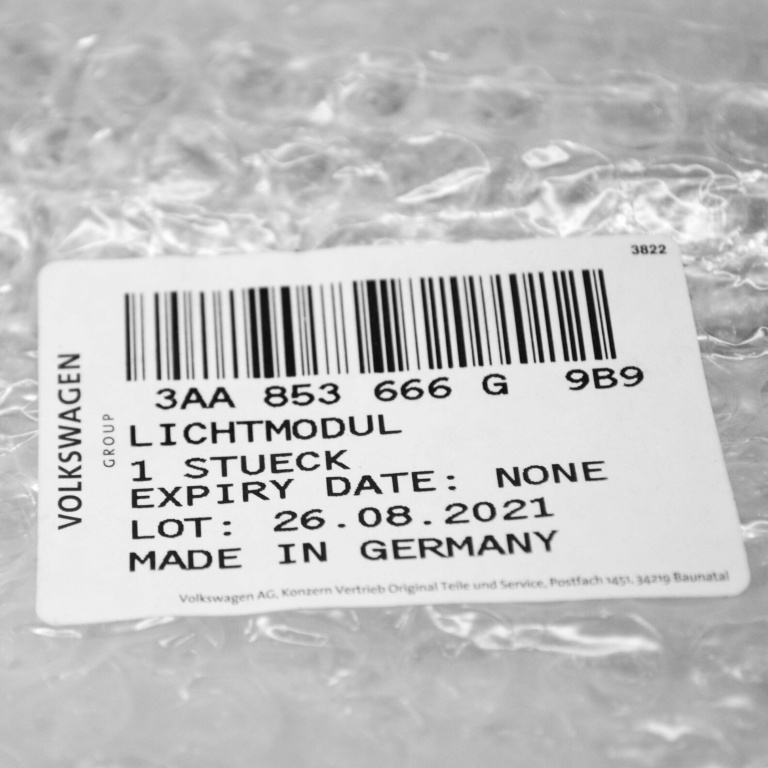 3822
VOLKSWAGEN
GROUP
3AA 853 666 G 9B9
LICHTMODUL
1 STUECK
EXPIRY DATE: NONE
LOT: 26.08.2021
MADE IN GERMANY
Volkswagen AG, Konzern Vertrieb Original Teile und Service, Postfach 1451, 34219 Baunatal